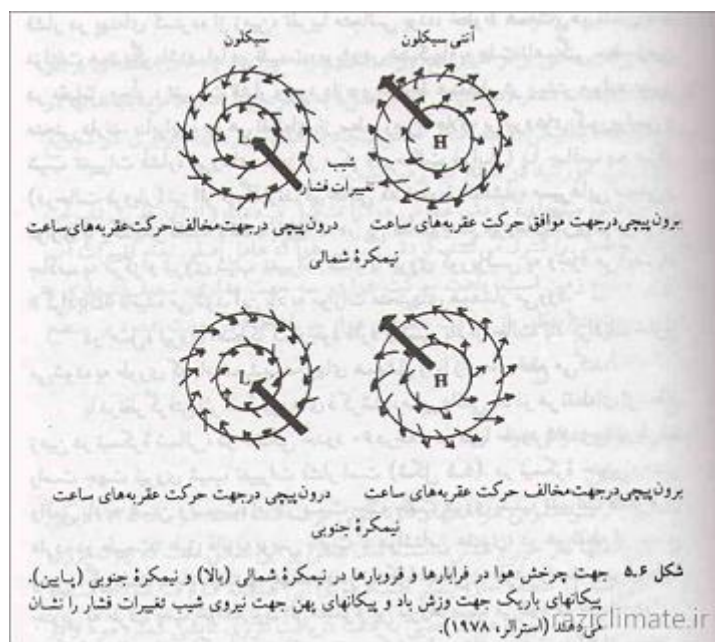 آنتی سیکلون
سیکلون
H
L
شیب
تغییرات فشار
برون‌پیچی درجهت موافق حرکت عقربه‌های ساعت
درون‌پیچی درجهت مخالف حرکت عقربه‌های ساعت
نیمکرهٔ شمالی
H
L
برون‌پیچی درجهت مخالف حرکت عقربه‌های ساعت
درون‌پیچی درجهت حرکت عقربه‌های ساعت
نیمکرهٔ جنوبی
شکل ۵.۶ جهت چرخش هوا در فرابارها و فروبارها در نیمکرهٔ شمالی (بالا) و نیمکرهٔ جنوبی (پایین).
پیکانهای باریک جهت وزش باد و پیکانهای پهن جهت نیروی شیب تغییرات فشار را نشان
می‌دهند (استرالر، ۱۹۷۸).
raziclimate.ir